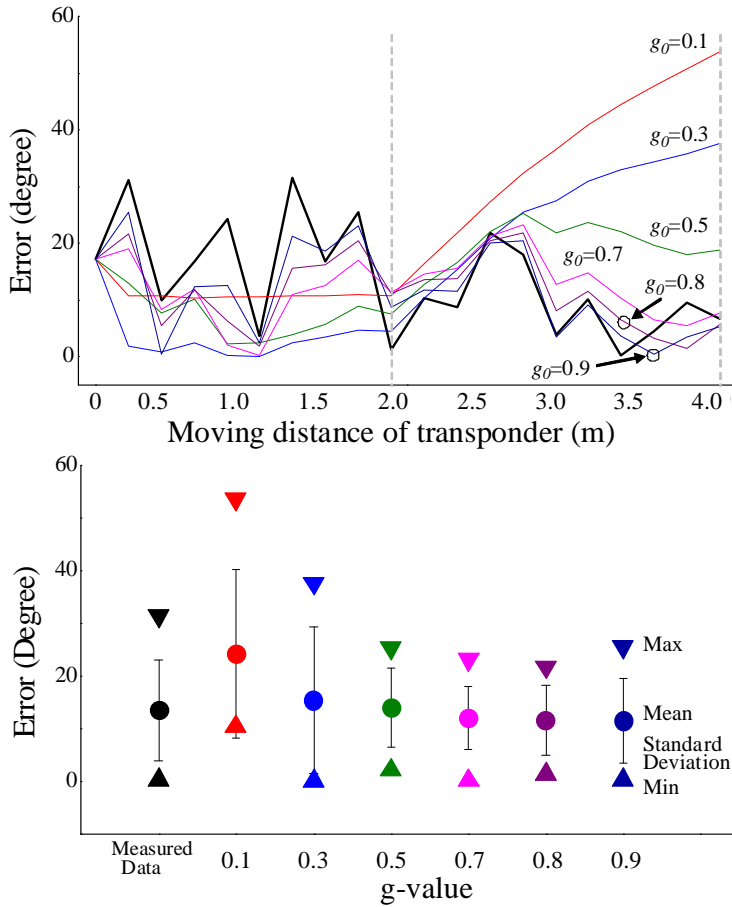 60
40
20
0
Error (degree)
g0=0.1
g0=0.3
g0=0.5
g0=0.7
g0=0.8
g0=0.9
0 0.5 1.0 1.5 2.0 2.5 3.0 3.5 4.0
Moving distance of transponder (m)
60
40
20
0
Error (Degree)
Max
Mean
Standard
Deviation
Min
Measured
Data
0.1 0.3 0.5 0.7 0.8 0.9
g-value